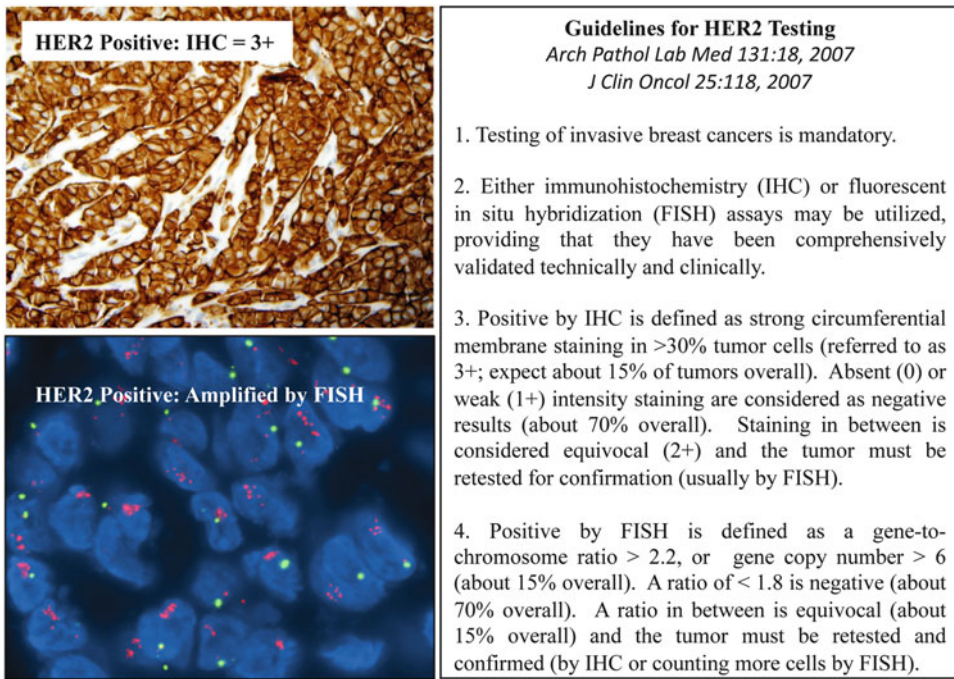 HER2 Positive: IHC = 3+
HER2 Positive: Amplified by FISH
Guidelines for HER2 Testing
Arch Pathol Lab Med 131:18, 2007
J Clin Oncol 25:118, 2007
1. Testing of invasive breast cancers is mandatory.
2. Either immunohistochemistry (IHC) or fluorescent
in situ hybridization (FISH) assays may be utilized,
providing that they have been comprehensively
validated technically and clinically.
3. Positive by IHC is defined as strong circumferential
membrane staining in >30% tumor cells (referred to as
3+; expect about 15% of tumors overall). Absent (0) or
weak (1+) intensity staining are considered as negative
results (about 70% overall). Staining in between is
considered equivocal (2+) and the tumor must be
retested for confirmation (usually by FISH).
4. Positive by FISH is defined as a gene-to-
chromosome ratio > 2.2, or gene copy number > 6
(about 15% overall). A ratio of < 1.8 is negative (about
70% overall). A ratio in between is equivocal (about
15% overall) and the tumor must be retested and
confirmed (by IHC or counting more cells by FISH).